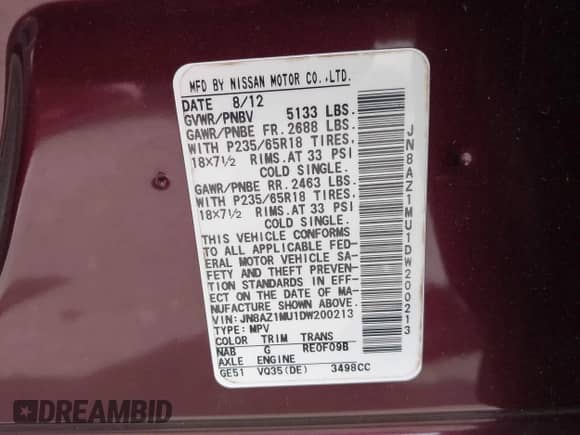 MFD BY NISSAN MOTOR CO.,LTD.
DATE 8/12
GVWR/PNBV 5133 LBS.
GAWR/PNBE FR. 2688 LBS.
WITH P235/65R18 TIRES,
18×7½ RIMS.AT 33 PSI
COLD SINGLE.
GAWR/PNBE RR. 2463 LBS.
WITH P235/65R18 TIRES,
18×7½ RIMS.AT 33 PSI
COLD SINGLE.
THIS VEHICLE CONFORMS
TO ALL APPLICABLE FED-
ERAL MOTOR VEHICLE SA-
FETY AND THEFT PREVEN-
TION STANDARDS IN EFF-
ECT ON THE DATE OF MA-
NUFACTURE SHOWN ABOVE.
VIN: JN8AZ1MU1DW200213
TYPE: MPV
COLOR TRIM TRANS
NAB G RE0F09B
AXLE ENGINE
GE51 VQ35(DE) 3498CC
JN8AZ1MU1DW200213
DREAMBID